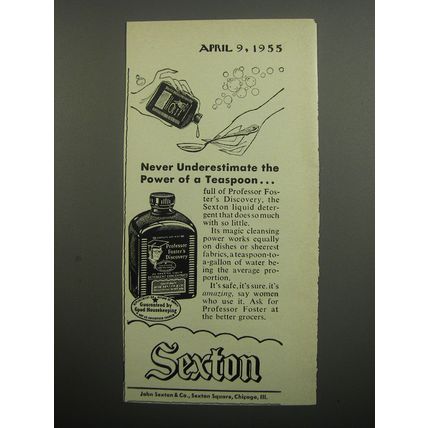 APRIL 9, 1955
Never Underestimate the
Power of a Teaspoon...
full of Professor Fos-
ter's Discovery, the
Sexton liquid deter-
gent that does so much
with so little.
Its magic cleansing
power works equally
on dishes or sheerest
fabrics, a teaspoon-to-
a-gallon of water be-
ing the average pro-
portion.
It's safe, it's sure, it's
amazing, say women
who use it. Ask for
Professor Foster at
the better grocers.
Professor
Foster's
Discovery
Guaranteed by
Good Housekeeping
Sexton
John Sexton & Co., Sexton Square, Chicago, Ill.